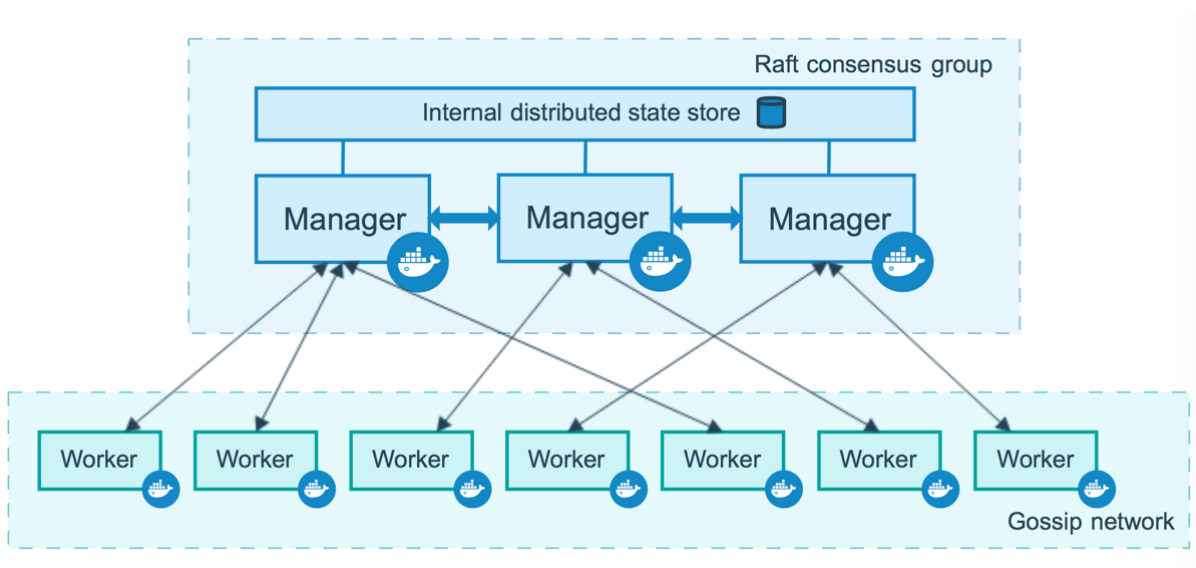 Raft consensus group
Internal distributed state store
Manager
Manager
Manager
Worker
Worker
Worker
Worker
Worker
Worker
Worker
Gossip network